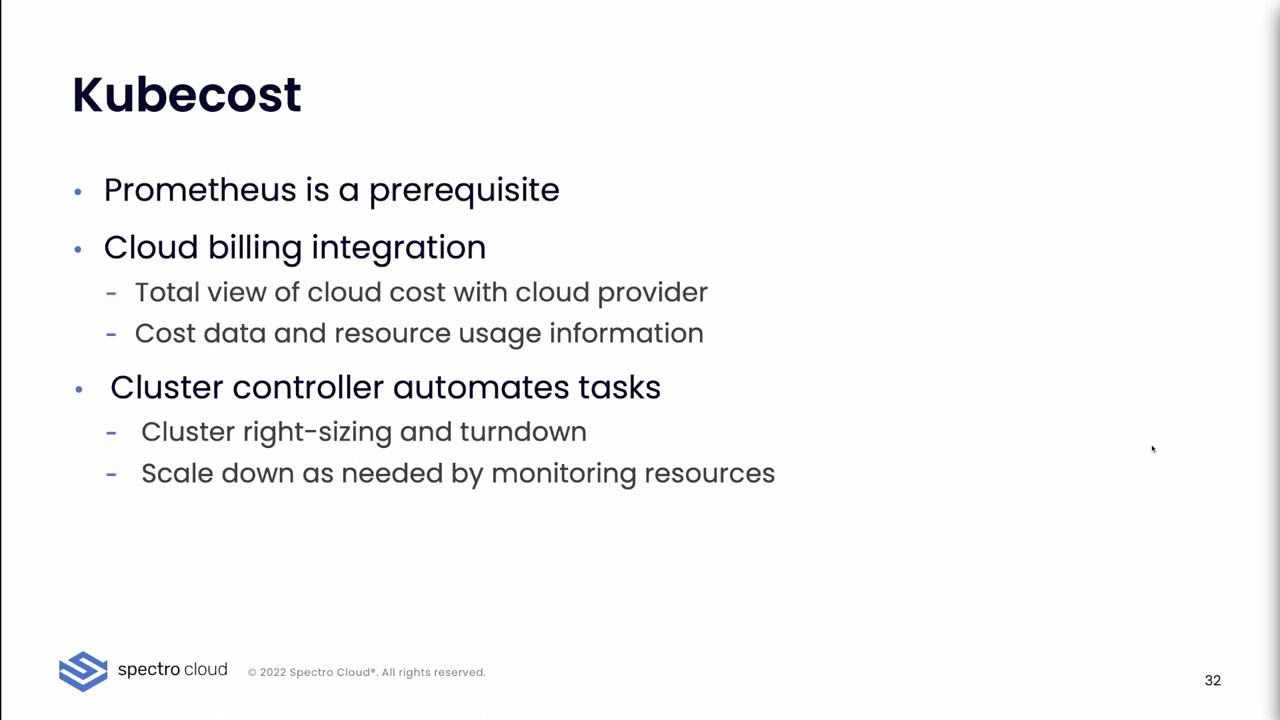 Kubecost
• Prometheus is a prerequisite
• Cloud billing integration
- Total view of cloud cost with cloud provider
- Cost data and resource usage information
• Cluster controller automates tasks
- Cluster right-sizing and turndown
- Scale down as needed by monitoring resources
spectro cloud © 2022 Spectro Cloud®. All rights reserved.
32